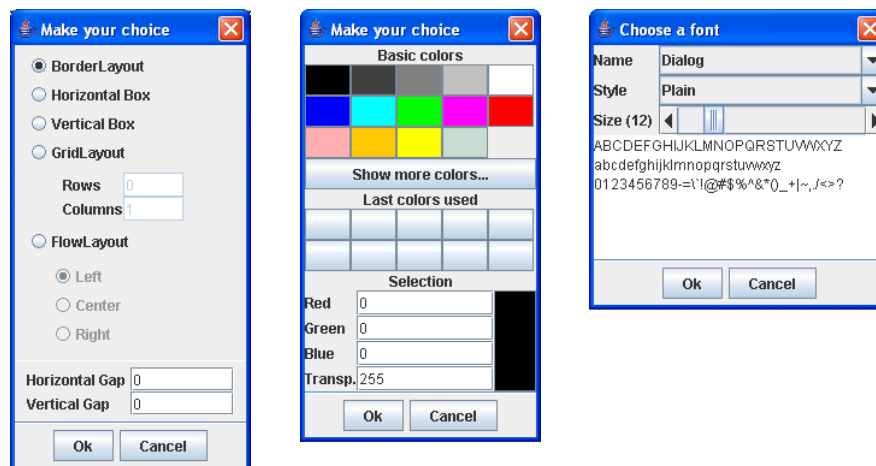 Make your choice
BorderLayout
Horizontal Box
Vertical Box
GridLayout
Rows 0
Columns 1
FlowLayout
Left
Center
Right
Horizontal Gap 0
Vertical Gap 0
Ok Cancel
Make your choice
Basic colors
Show more colors...
Last colors used
Selection
Red 0
Green 0
Blue 0
Transp. 255
Ok Cancel
Choose a font
Name Dialog
Style Plain
Size (12)
ABCDEFGHIJKLMNOPQRSTUVWXYZ
abcdefghijklmnopqrstuvwxyz
0123456789-=\`!@#$%^&*()_+|~,./<>?
Ok Cancel